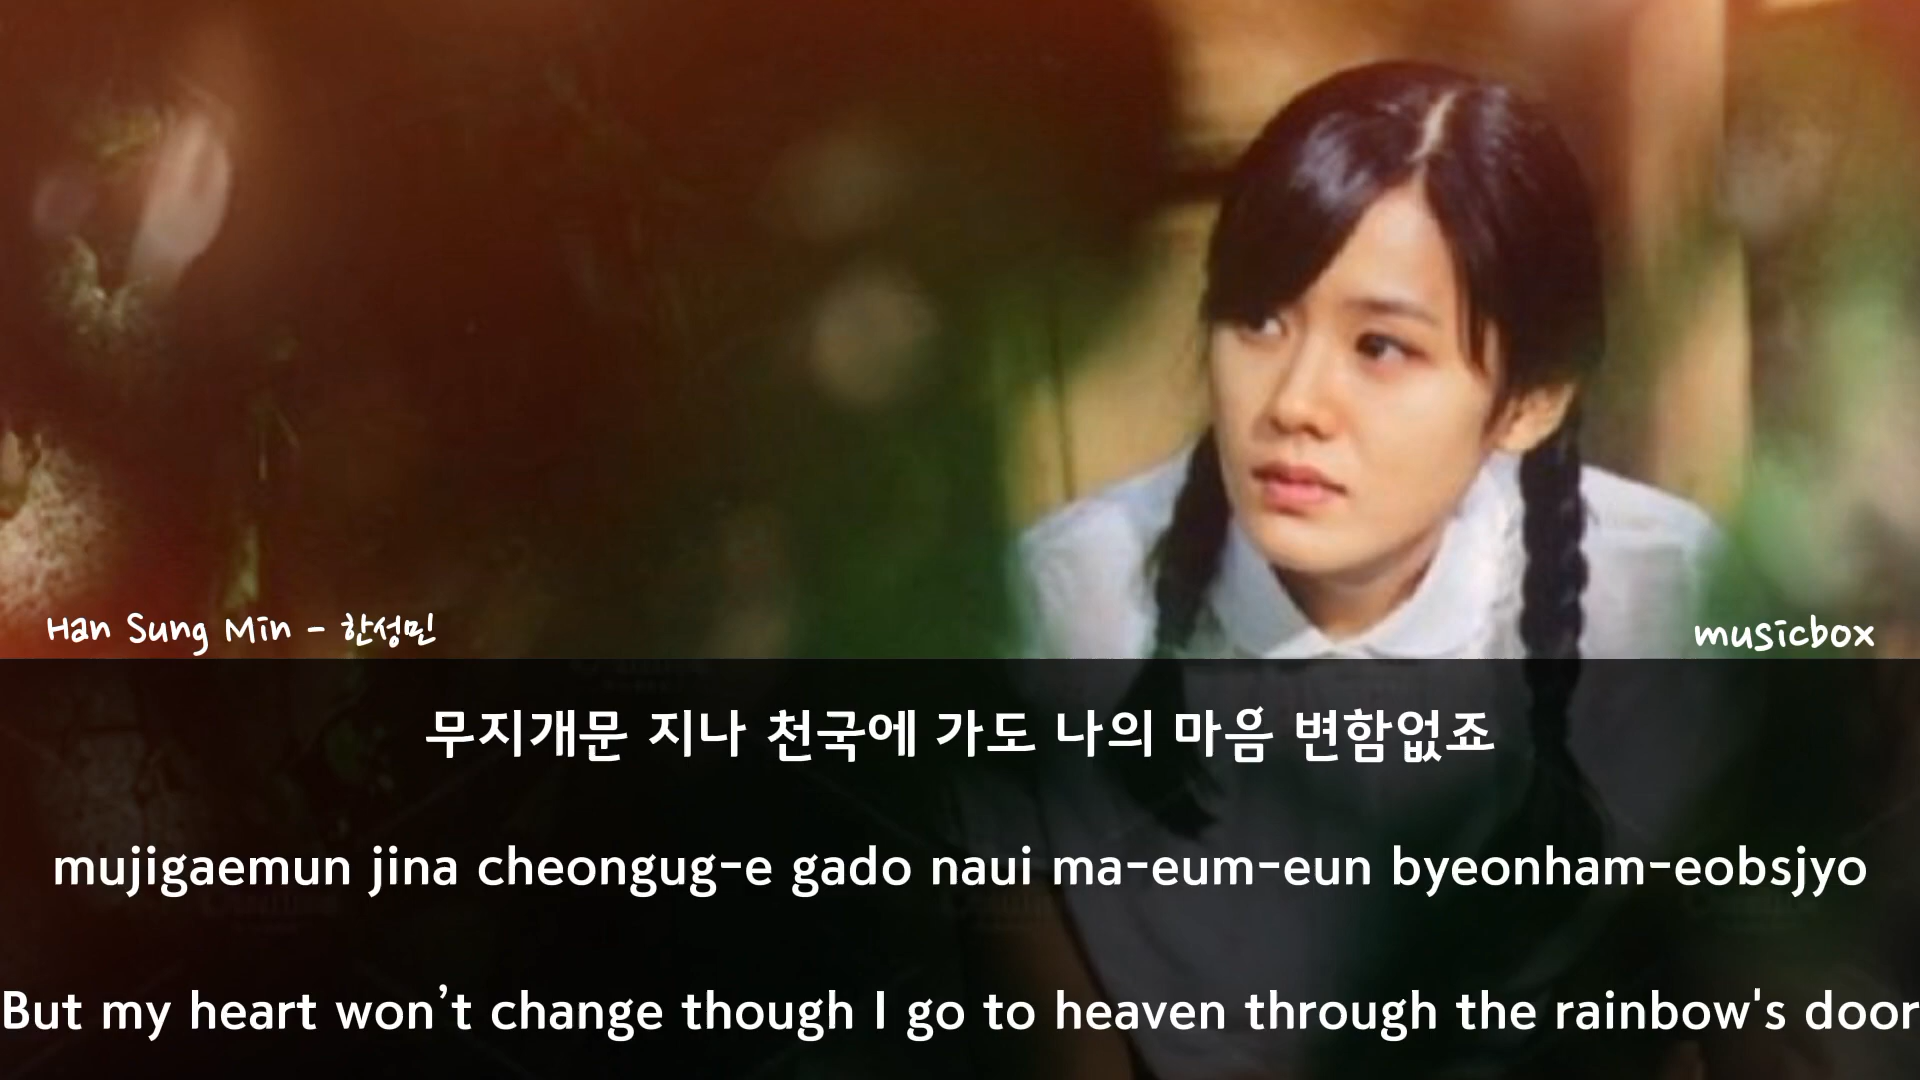 Han Sung Min - 한성민
musicbox
무지개문 지나 천국에 가도 나의 마음 변함없죠
mujigaemun jina cheongug-e gado naui ma-eum-eun byeonham-eobsjyo
But my heart won’t change though I go to heaven through the rainbow's door